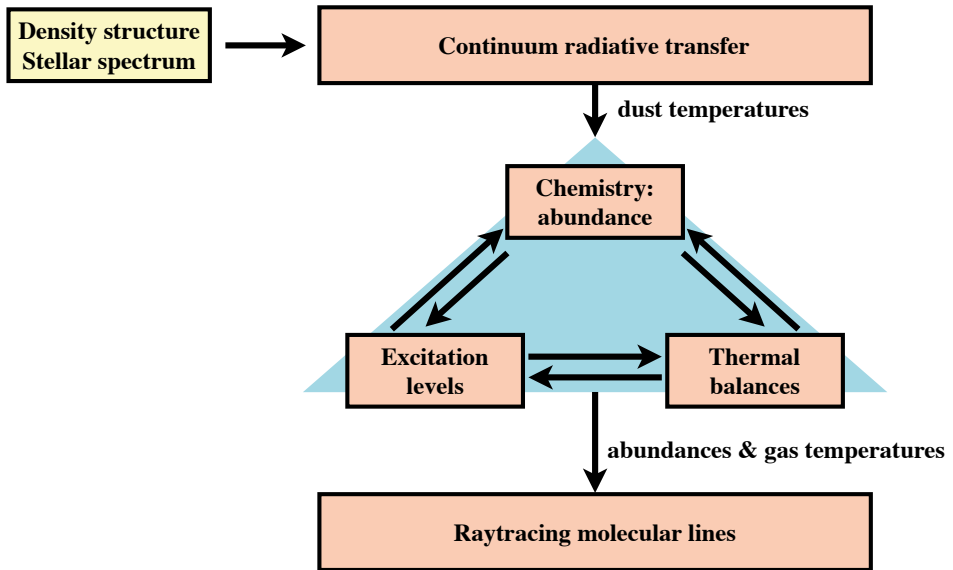 Density structure
Stellar spectrum
Continuum radiative transfer
dust temperatures
Chemistry:
abundance
Excitation
levels
Thermal
balances
abundances & gas temperatures
Raytracing molecular lines